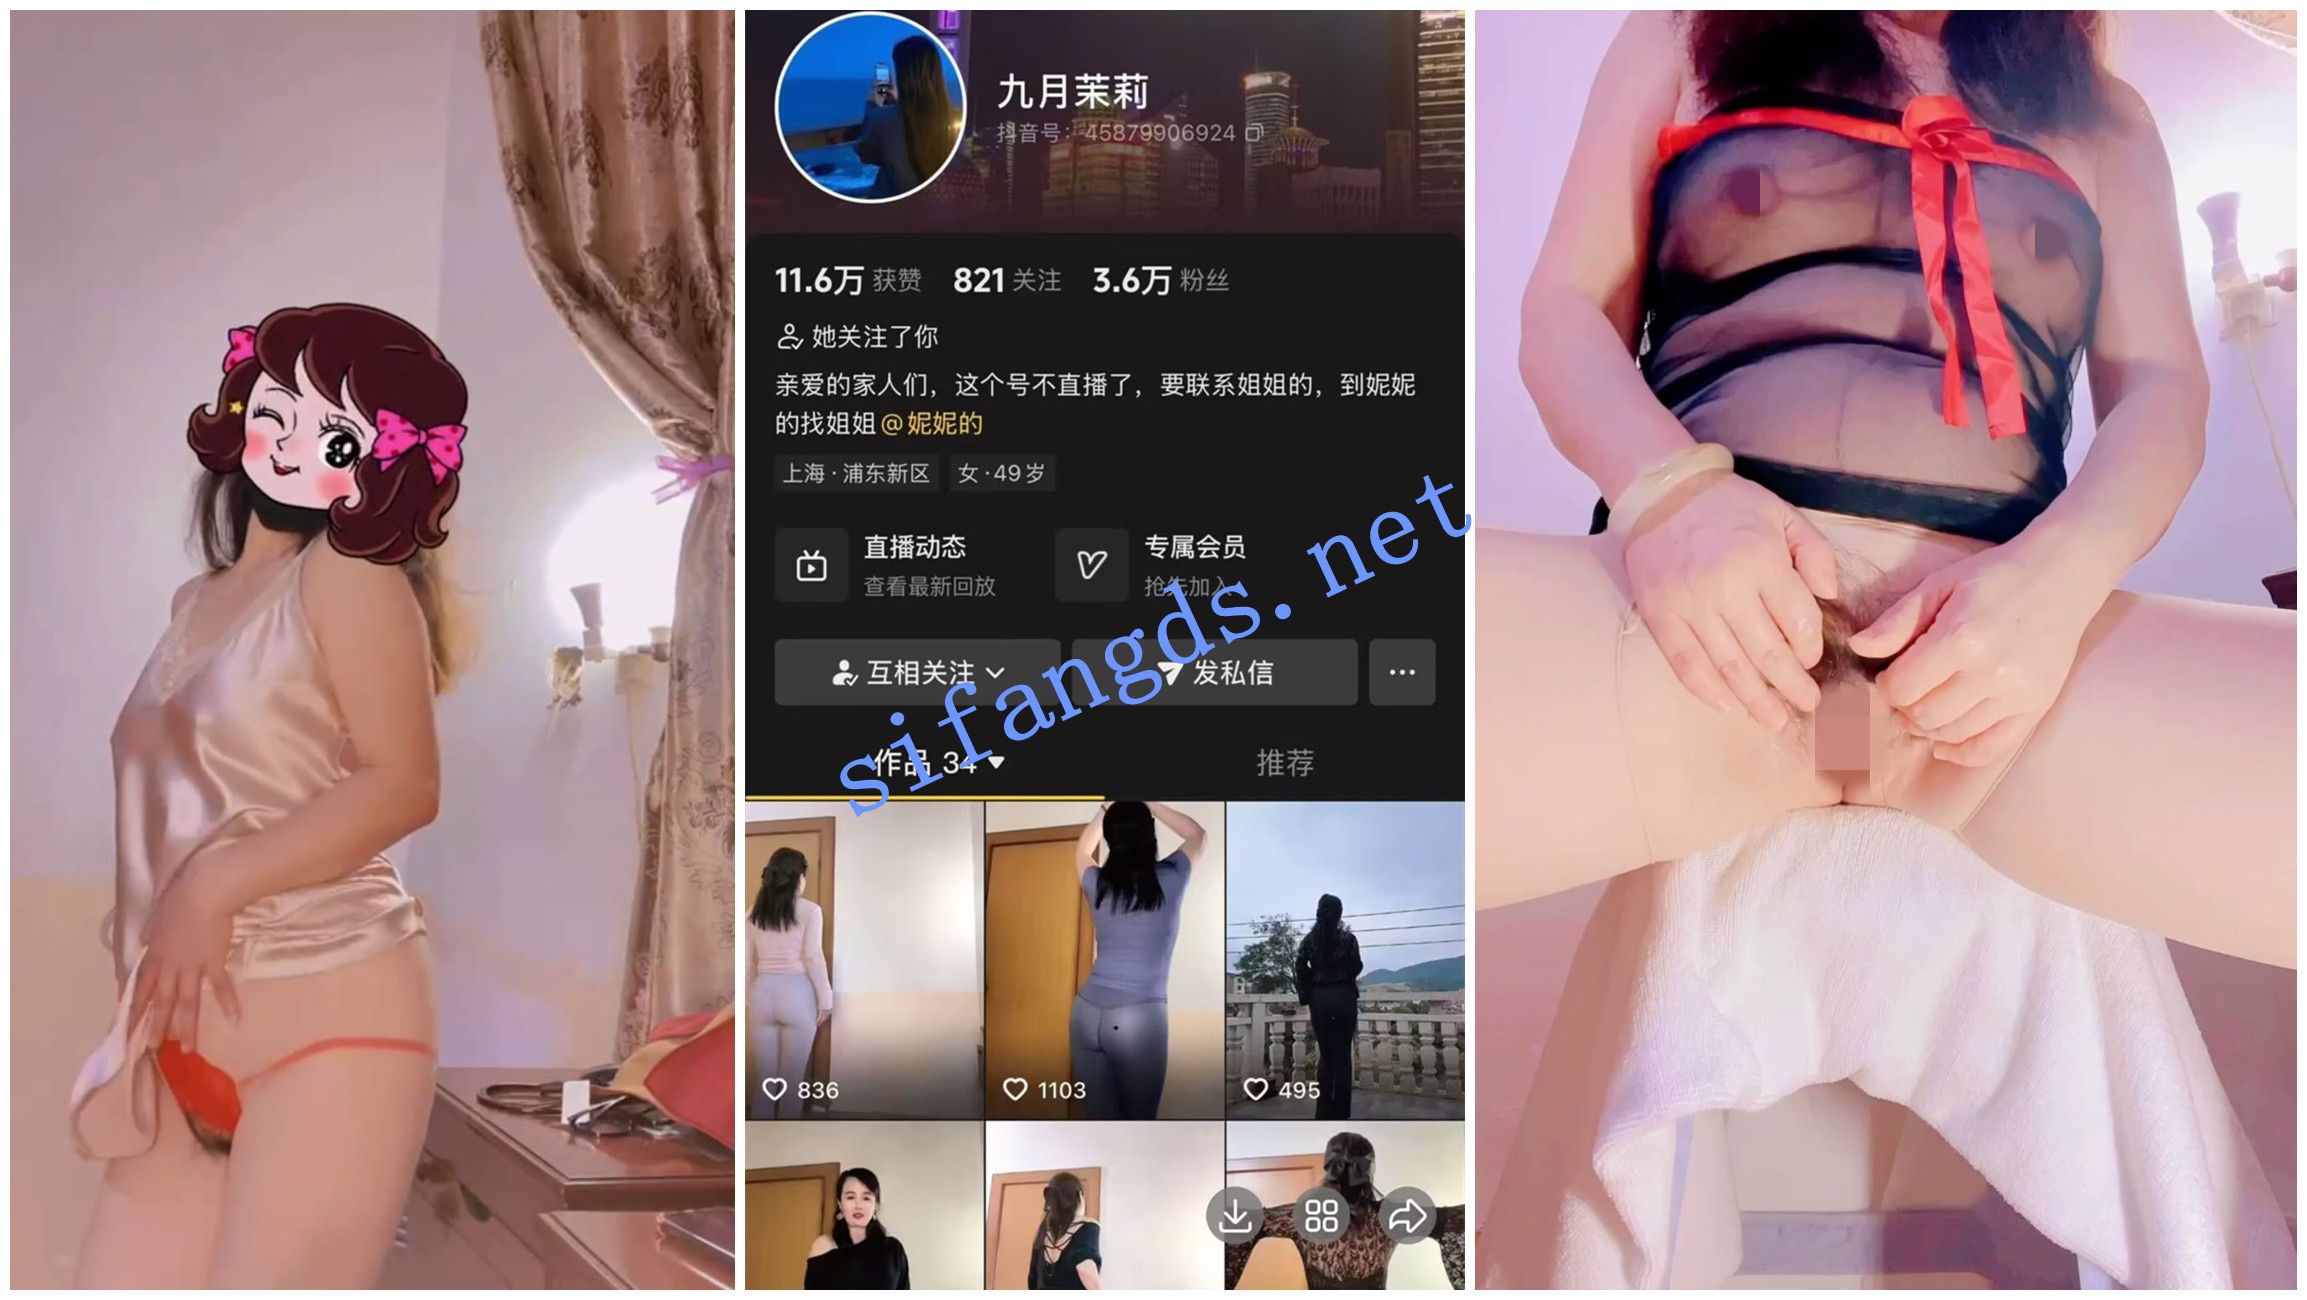 九月茉莉
抖音号：45879906924
11.6万 获赞 821 关注 3.6万 粉丝
她关注了你
亲爱的家人们，这个号不直播了，要联系姐姐的，到妮妮
的找姐姐@妮妮的
上海·浦东新区 女·49岁
直播动态 专属会员
查看最新回放 抢先加入
互相关注 发私信
作品 34 推荐
sifangds.net
836 1103 495